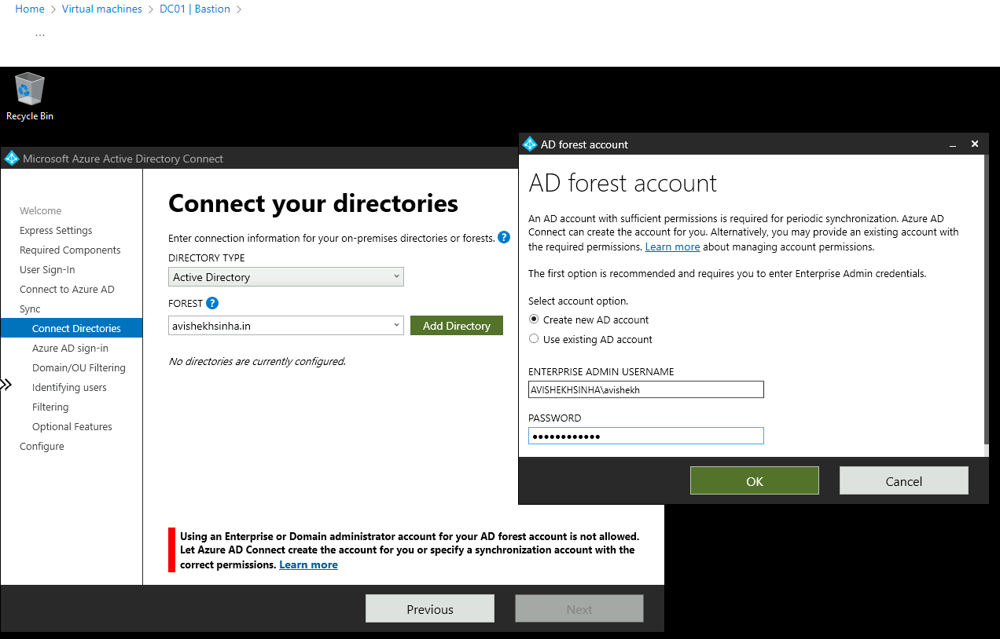 Home > Virtual machines > DC01 | Bastion >
...
Recycle Bin
Microsoft Azure Active Directory Connect
Welcome
Express Settings
Required Components
User Sign-In
Connect to Azure AD
Sync
Connect Directories
Azure AD sign-in
Domain/OU Filtering
Identifying users
Filtering
Optional Features
Configure
Connect your directories
Enter connection information for your on-premises directories or forests. ?
DIRECTORY TYPE
Active Directory
FOREST ?
avishekhsinha.in
Add Directory
No directories are currently configured.
Using an Enterprise or Domain administrator account for your AD forest account is not allowed.
Let Azure AD Connect create the account for you or specify a synchronization account with the
correct permissions. Learn more
Previous
Next
AD forest account
AD forest account
An AD account with sufficient permissions is required for periodic synchronization. Azure AD
Connect can create the account for you. Alternatively, you may provide an existing account with
the required permissions. Learn more about managing account permissions.
The first option is recommended and requires you to enter Enterprise Admin credentials.
Select account option.
Create new AD account
Use existing AD account
ENTERPRISE ADMIN USERNAME
AVISHEKHSINHA\avishekh
PASSWORD
●●●●●●●●●●●●
OK
Cancel